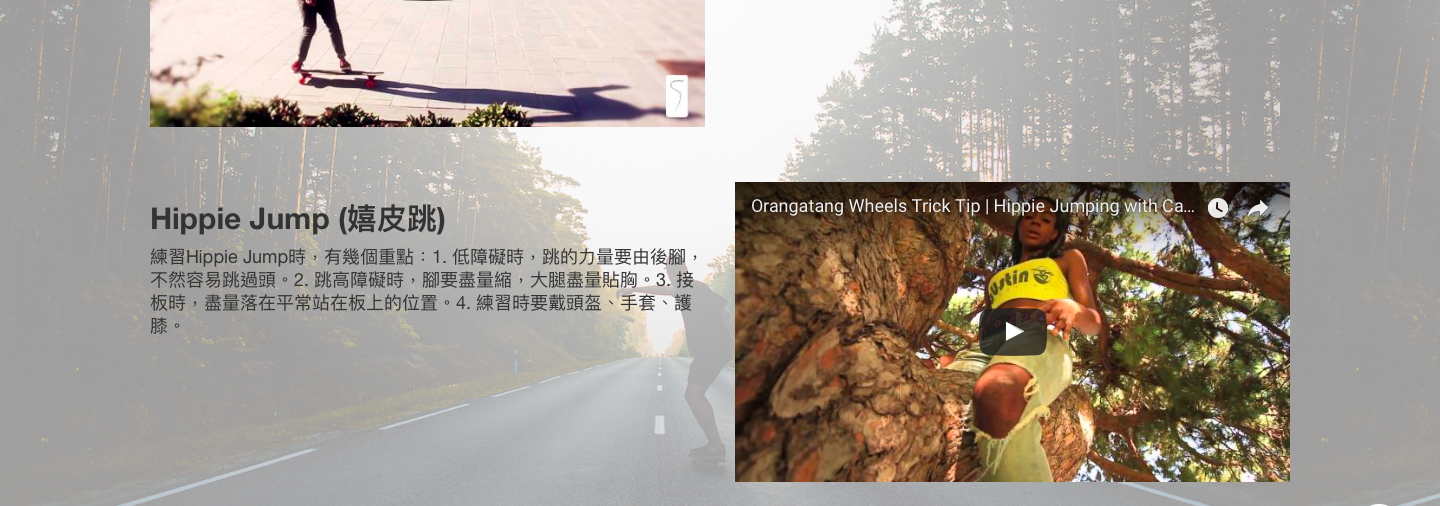 Hippie Jump (嬉皮跳)
練習Hippie Jump時，有幾個重點：1. 低障礙時，跳的力量要由後腳，
不然容易跳過頭。2. 跳高障礙時，腳要盡量縮，大腿盡量貼胸。3. 接
板時，盡量落在平常站在板上的位置。4. 練習時要戴頭盔、手套、護
膝。
Orangatang Wheels Trick Tip | Hippie Jumping with Ca...
ustin